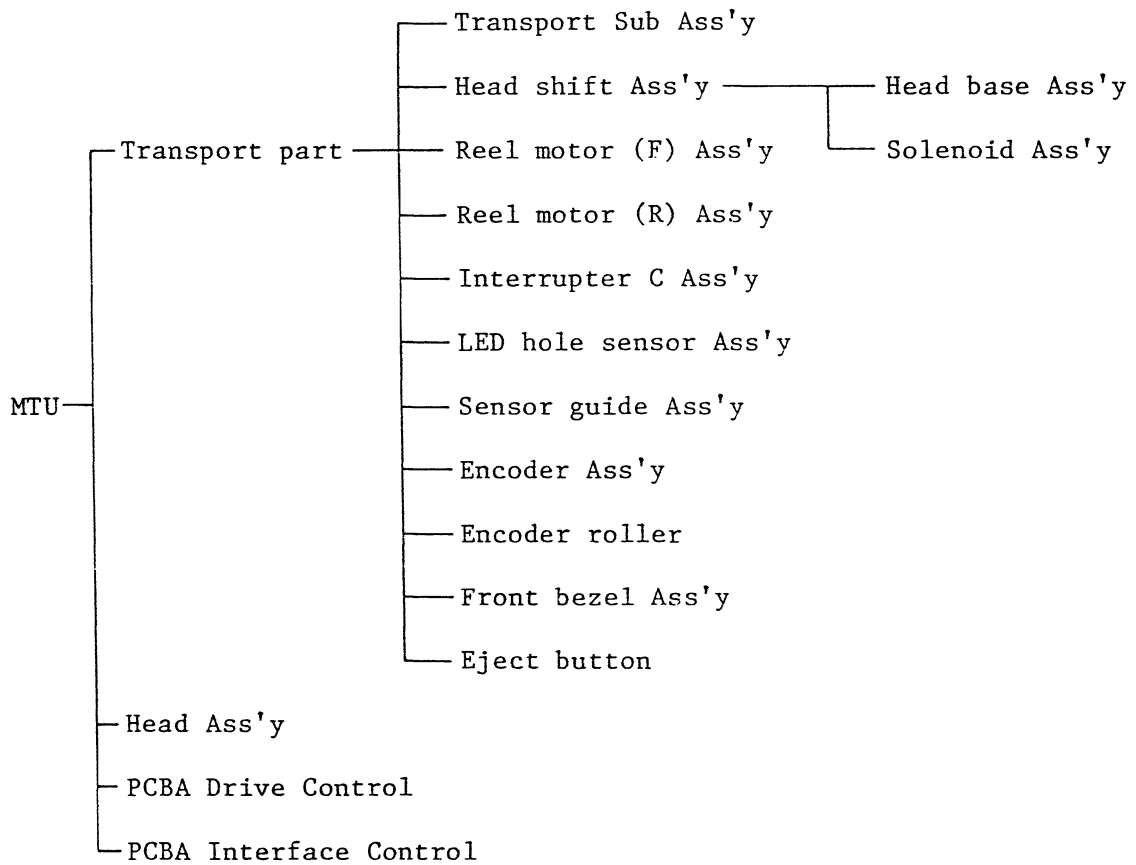 Transport Sub Ass'y
Head shift Ass'y
Head base Ass'y
Transport part
Reel motor (F) Ass'y
Solenoid Ass'y
Reel motor (R) Ass'y
Interrupter C Ass'y
LED hole sensor Ass'y
MTU
Sensor guide Ass'y
Encoder Ass'y
Encoder roller
Front bezel Ass'y
Eject button
Head Ass'y
PCBA Drive Control
PCBA Interface Control